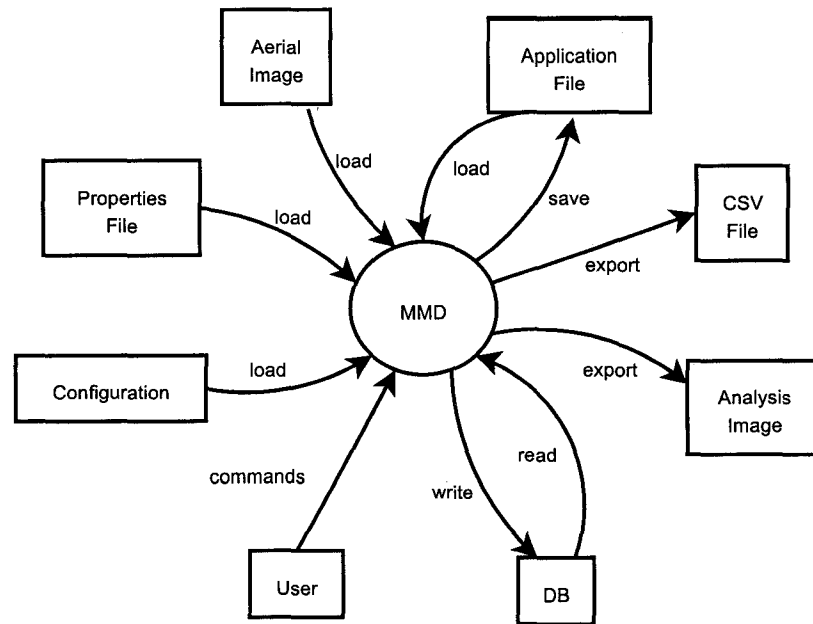 Aerial
Image
Application
File
load
load
save
Properties
File
load
CSV
File
export
MMD
Configuration
load
export
Analysis
Image
commands
write
read
User
DB